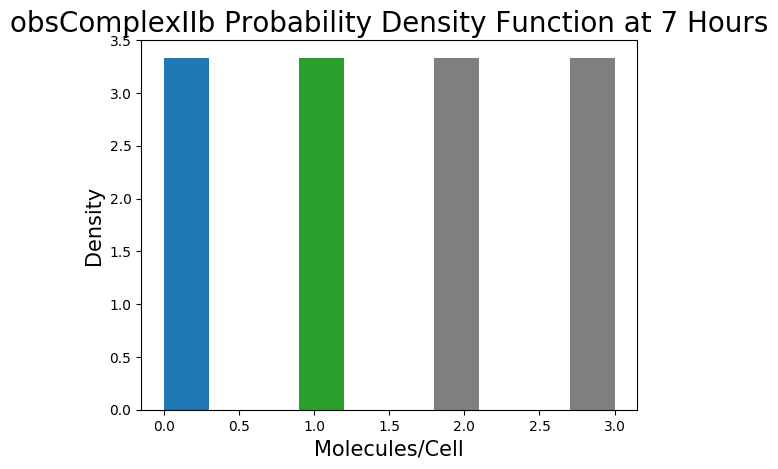 obsComplexIIb Probability Density Function at 7 Hours
3.5
3.0
2.5
2.0
1.5
1.0
0.5
0.0
Density
0.0 0.5 1.0 1.5 2.0 2.5 3.0
Molecules/Cell